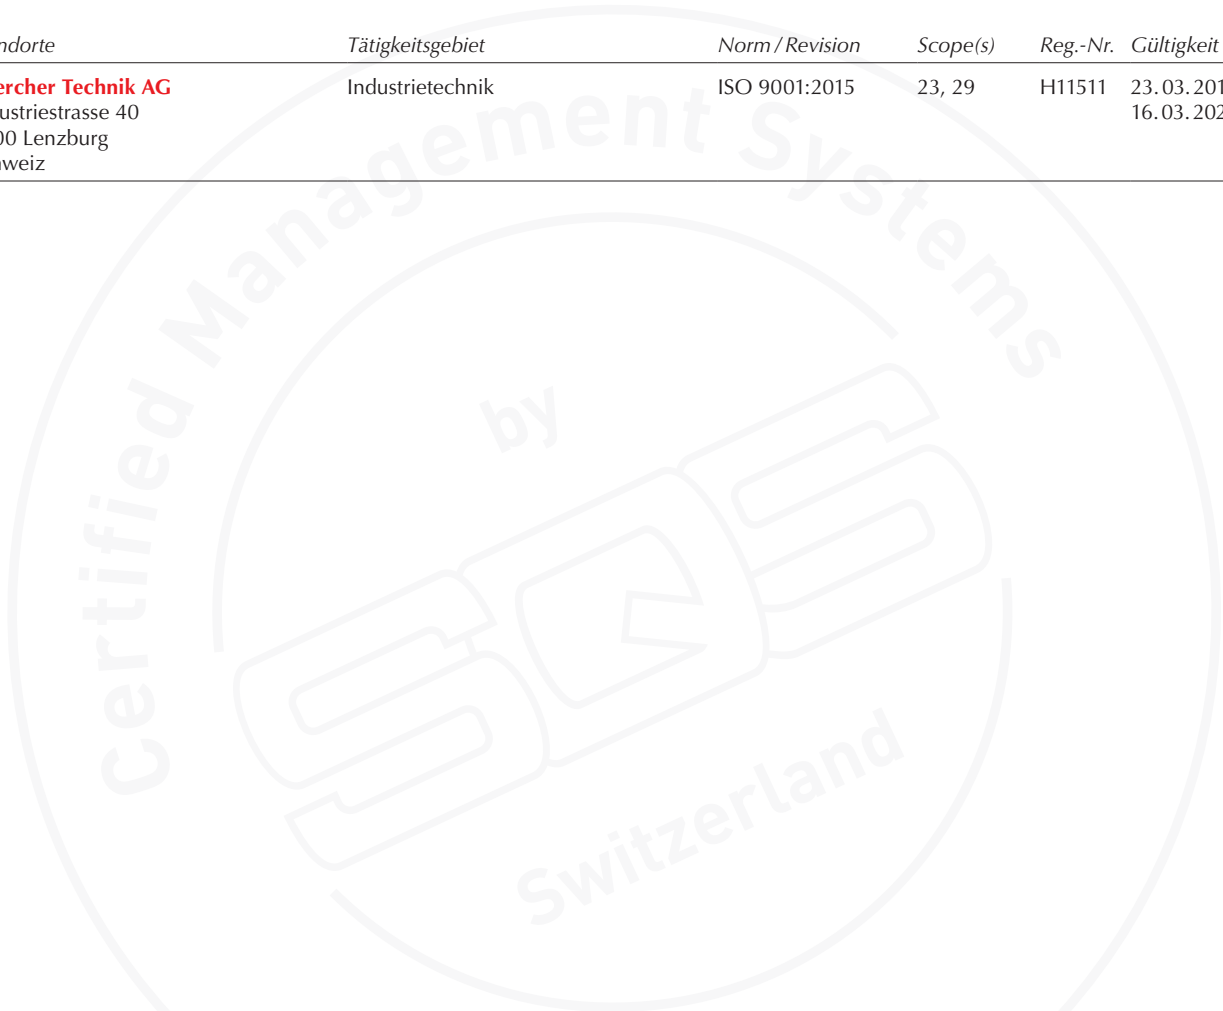 ndorte Tätigkeitsgebiet Norm / Revision Scope(s) Reg.-Nr. Gültigkeit
ercher Technik AG Industrietechnik ISO 9001:2015 23, 29 H11511 23.03.201
ustriestrasse 40 16.03.202
00 Lenzburg
weiz
Certified Management Systems
by
SQS
Switzerland